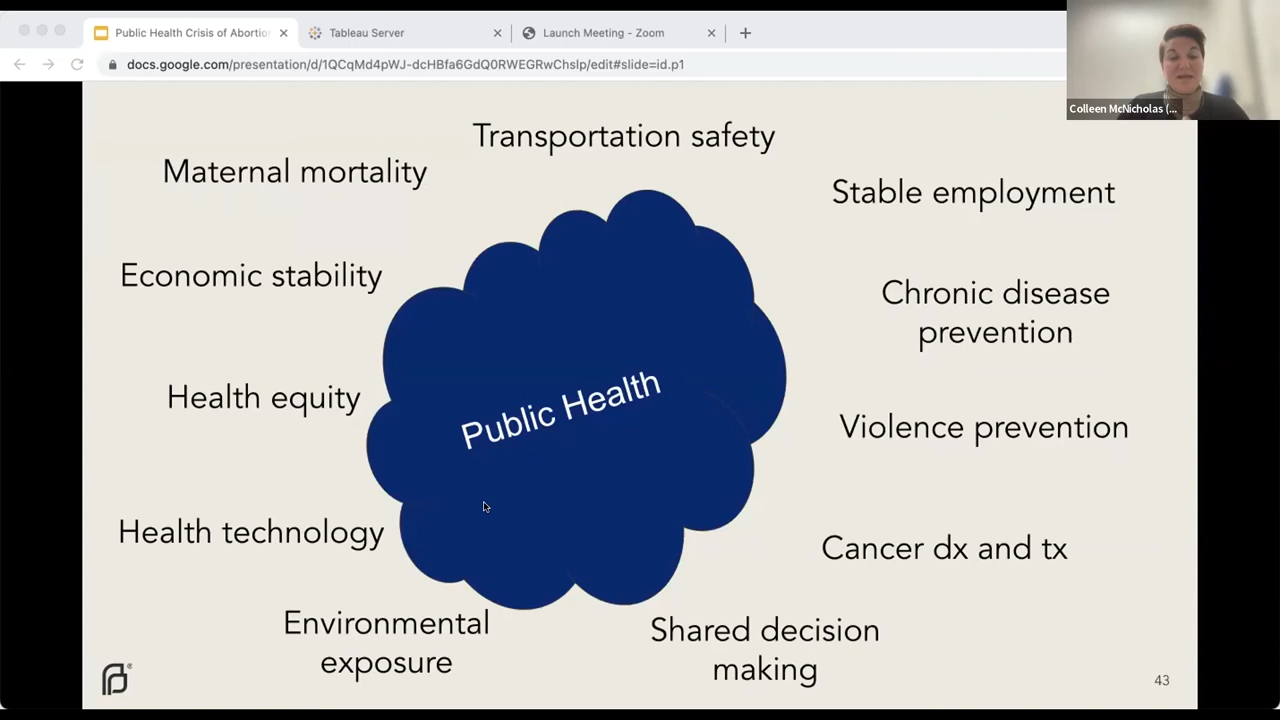 Public Health Crisis of Abortion
Tableau Server
Launch Meeting - Zoom
docs.google.com/presentation/d/1QCqMd4pWJ-dcHBfa6GdQ0RWEGRwChslp/edit#slide=id.p1
Colleen McNicholas (...
Transportation safety
Maternal mortality
Stable employment
Economic stability
Chronic disease
prevention
Public Health
Health equity
Violence prevention
Health technology
Cancer dx and tx
Environmental
exposure
Shared decision
making
43